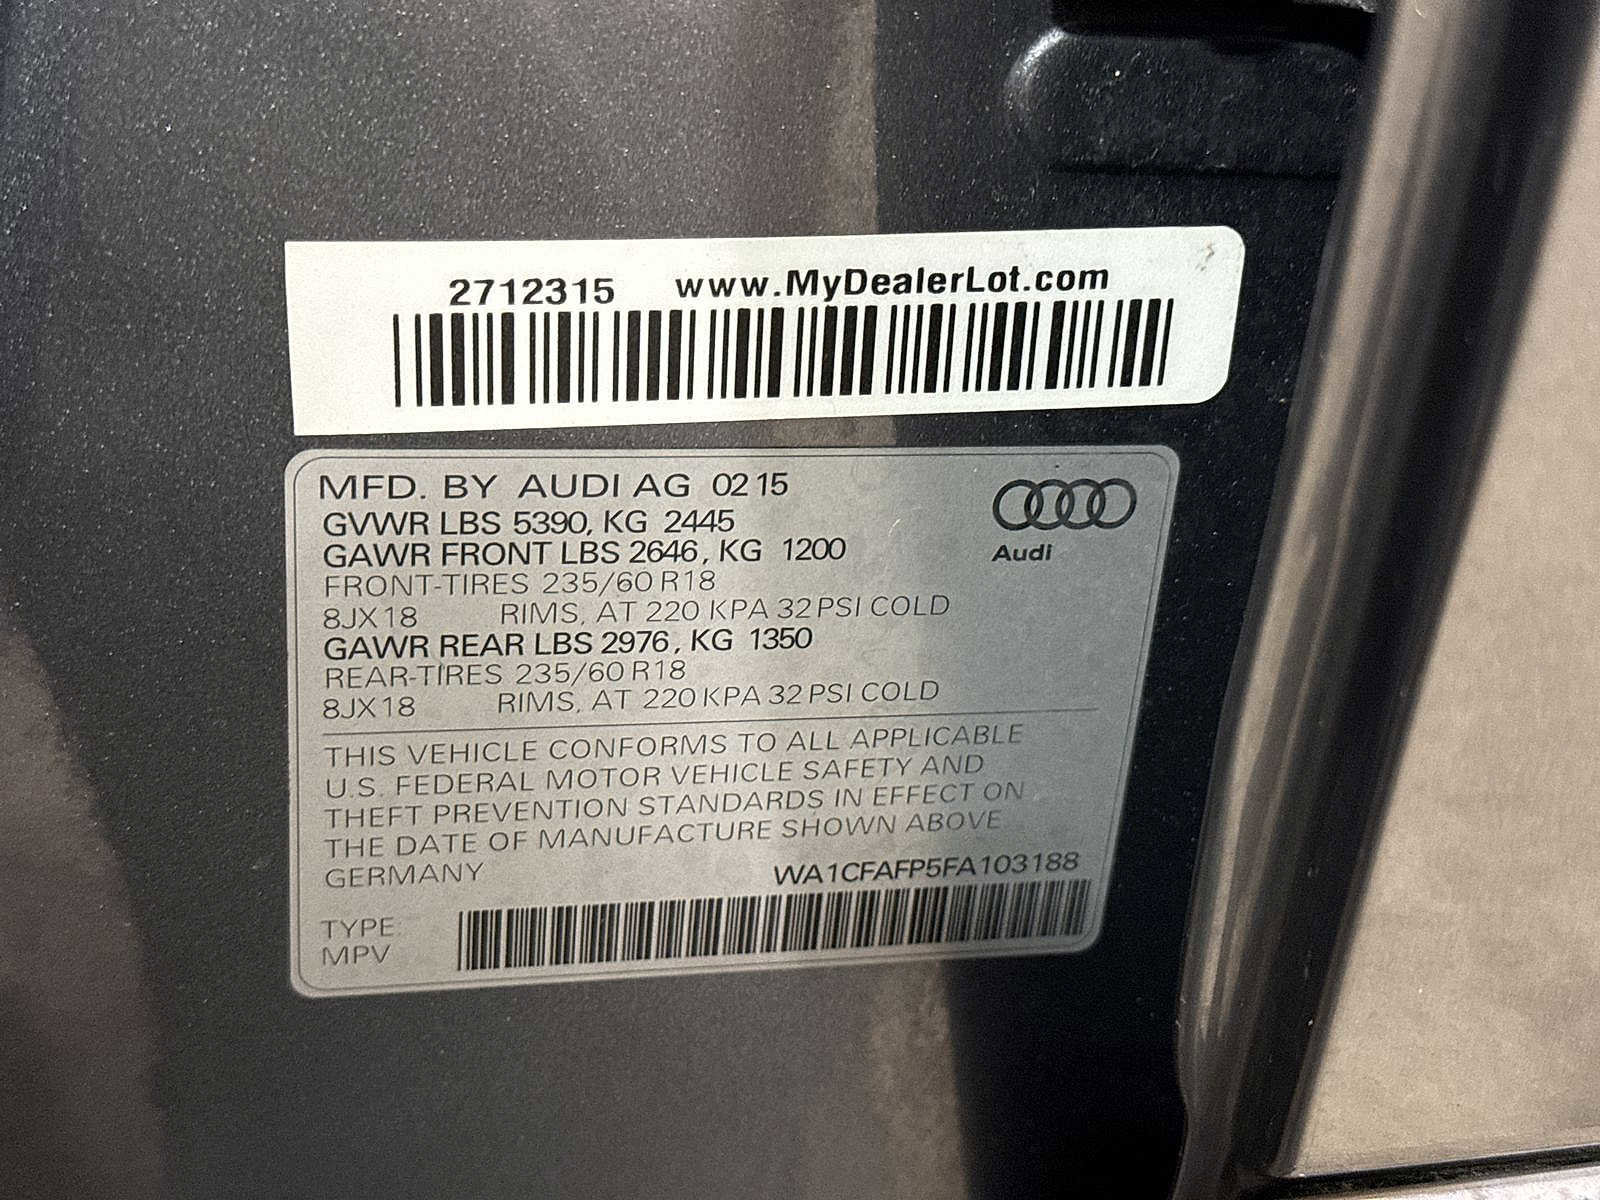 2712315 www.MyDealerLot.com
MFD. BY AUDI AG 02 15
GVWR LBS 5390, KG 2445
GAWR FRONT LBS 2646, KG 1200
FRONT-TIRES 235/60 R18
8JX18 RIMS, AT 220 KPA 32 PSI COLD
GAWR REAR LBS 2976, KG 1350
REAR-TIRES 235/60 R18
8JX18 RIMS, AT 220 KPA 32 PSI COLD
Audi
THIS VEHICLE CONFORMS TO ALL APPLICABLE
U.S. FEDERAL MOTOR VEHICLE SAFETY AND
THEFT PREVENTION STANDARDS IN EFFECT ON
THE DATE OF MANUFACTURE SHOWN ABOVE
GERMANY WA1CFAFP5FA103188
TYPE:
MPV